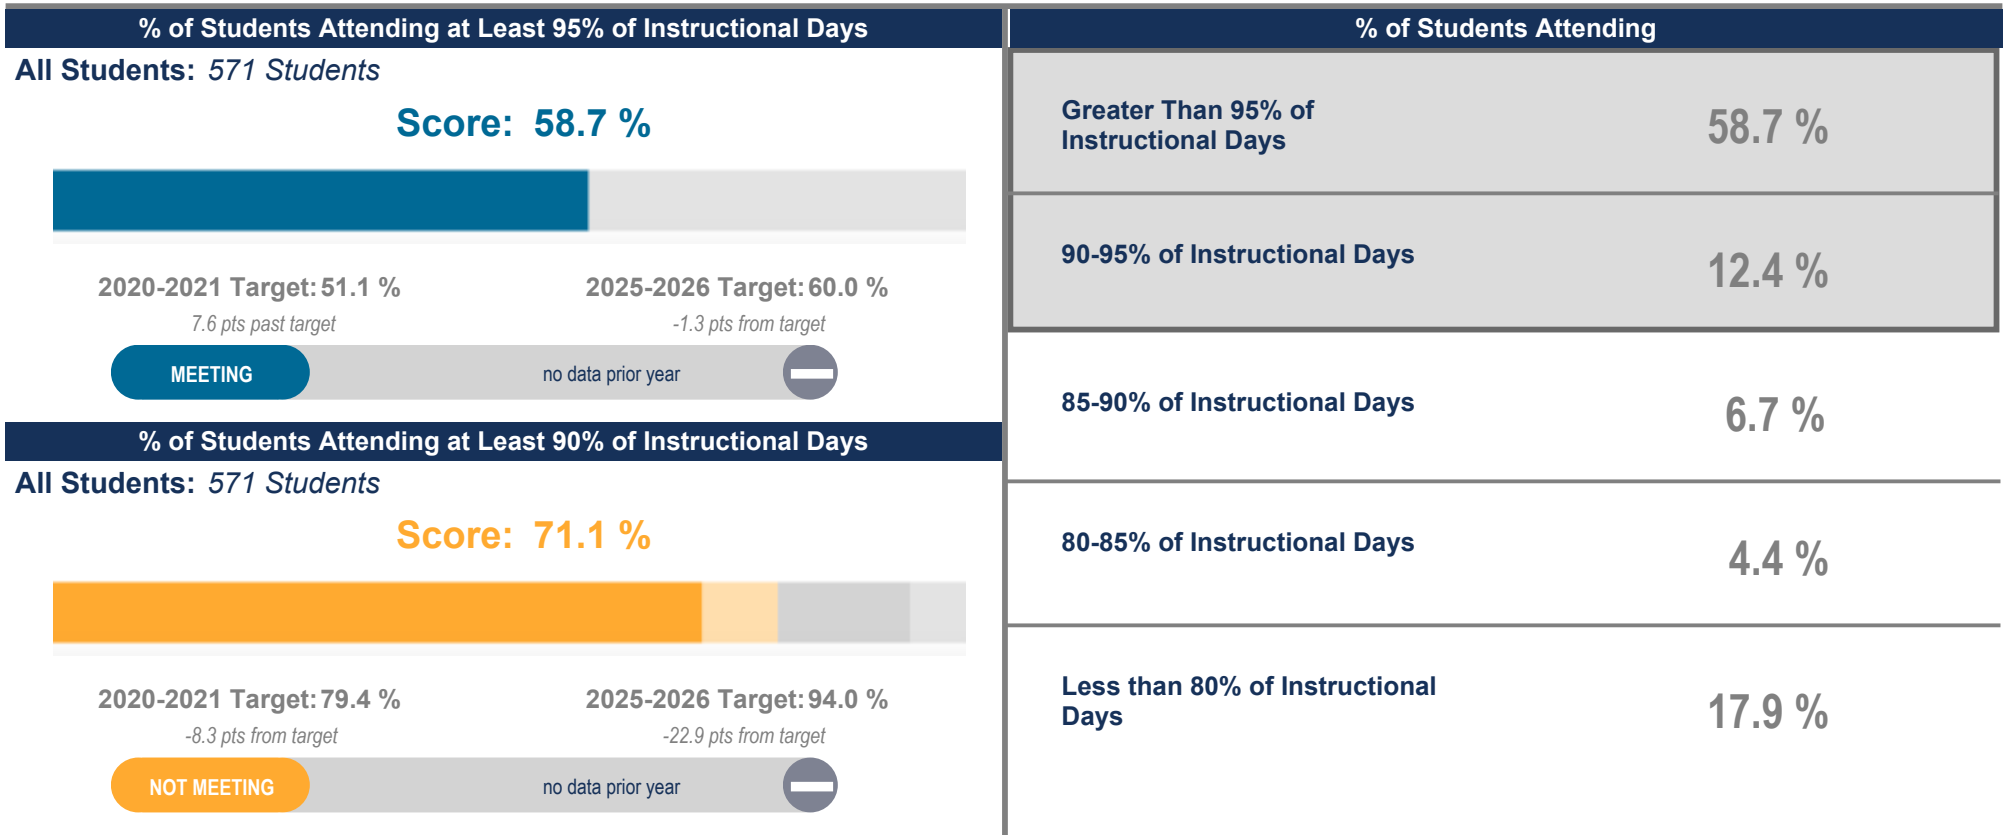 % of Students Attending at Least 95% of Instructional Days
All Students: 571 Students
Score: 58.7 %
2020-2021 Target: 51.1 %
7.6 pts past target
2025-2026 Target: 60.0 %
-1.3 pts from target
MEETING
no data prior year
% of Students Attending at Least 90% of Instructional Days
All Students: 571 Students
Score: 71.1 %
2020-2021 Target: 79.4 %
-8.3 pts from target
2025-2026 Target: 94.0 %
-22.9 pts from target
NOT MEETING
no data prior year
% of Students Attending
Greater Than 95% of
Instructional Days
58.7 %
90-95% of Instructional Days
12.4 %
85-90% of Instructional Days
6.7 %
80-85% of Instructional Days
4.4 %
Less than 80% of Instructional
Days
17.9 %